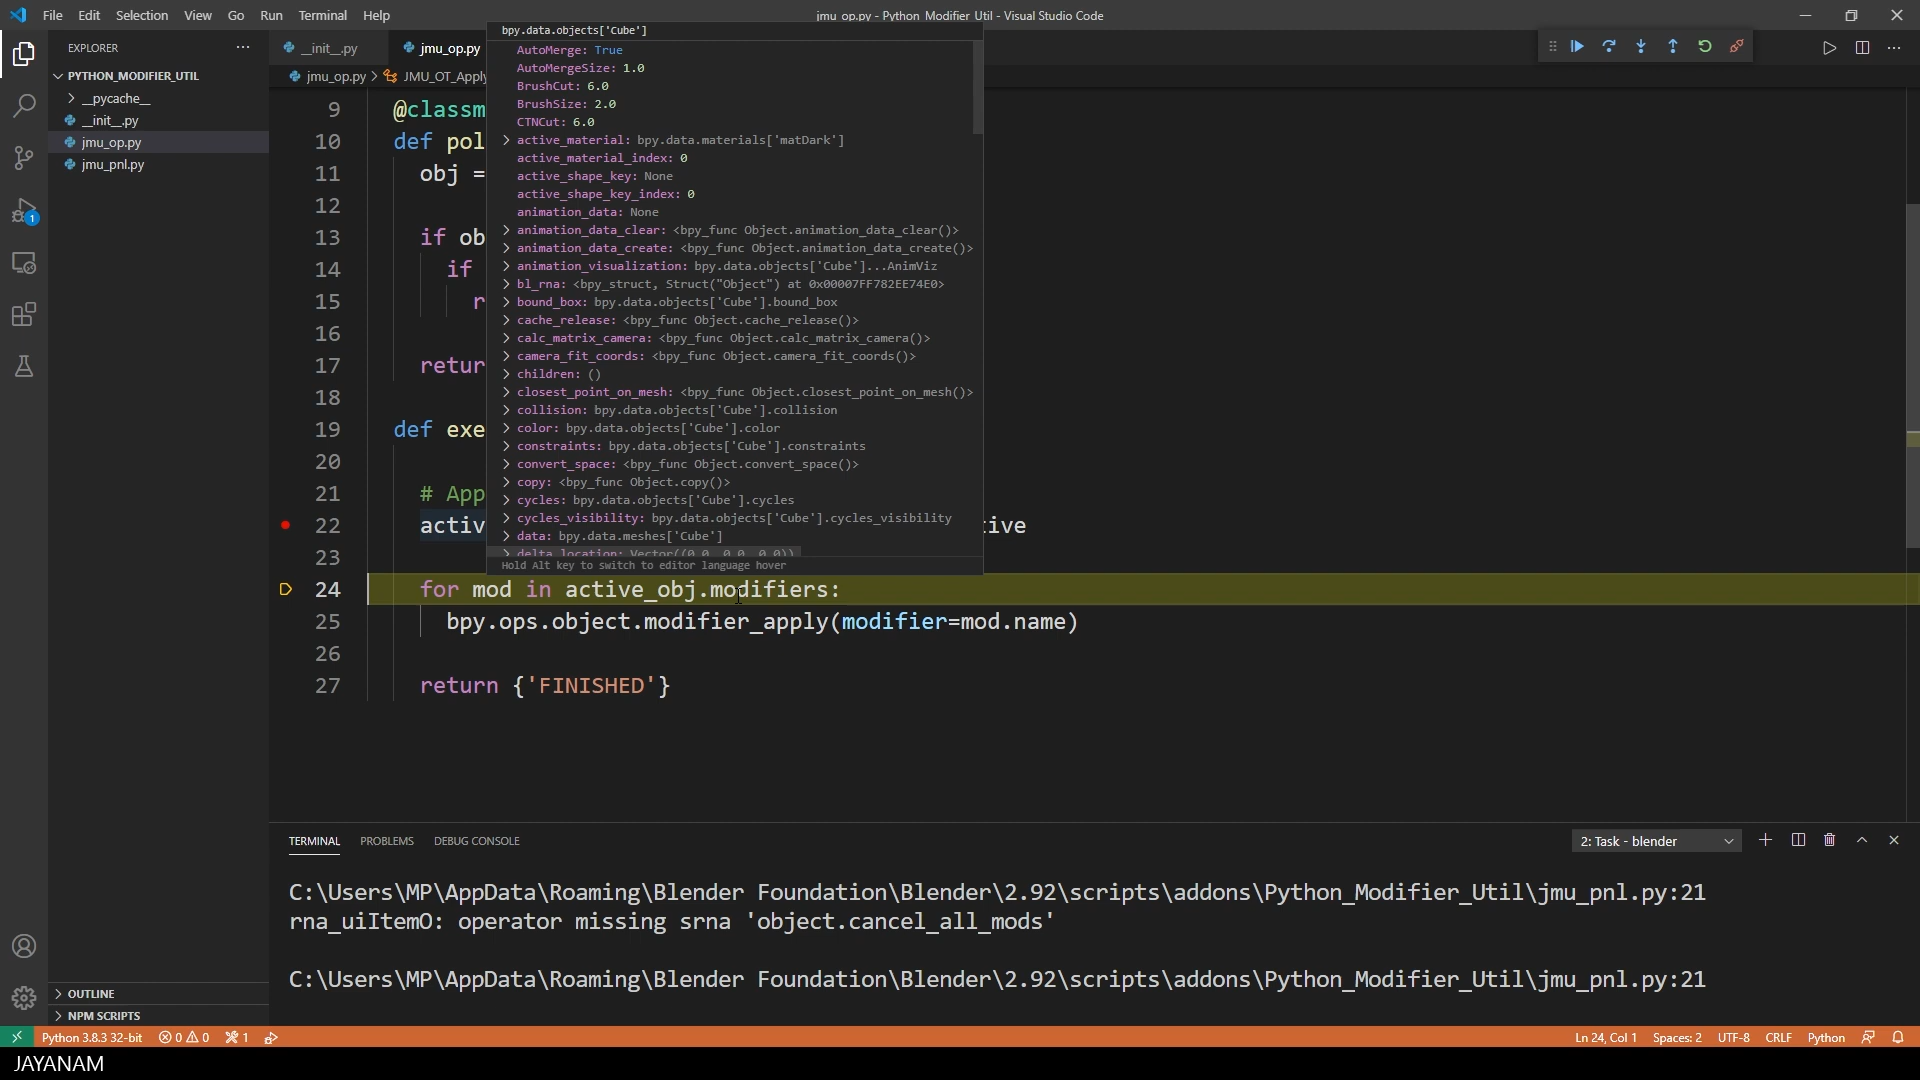 File Edit Selection View Go Run Terminal Help
jmu_op.py - Python_Modifier_Util - Visual Studio Code
EXPLORER
PYTHON_MODIFIER_UTIL
__pycache__
__init__.py
jmu_op.py
jmu_pnl.py
1
OUTLINE
NPM SCRIPTS
__init__.py
jmu_op.py
jmu_op.py > JMU_OT_Apply
bpy.data.objects['Cube']
AutoMerge: True
AutoMergeSize: 1.0
BrushCut: 6.0
BrushSize: 2.0
CTNCut: 6.0
active_material: bpy.data.materials['matDark']
active_material_index: 0
active_shape_key: None
active_shape_key_index: 0
animation_data: None
animation_data_clear: <bpy_func Object.animation_data_clear()>
animation_data_create: <bpy_func Object.animation_data_create()>
animation_visualization: bpy.data.objects['Cube']...AnimViz
bl_rna: <bpy_struct, Struct("Object") at 0x00007FF782EE74E0>
bound_box: bpy.data.objects['Cube'].bound_box
cache_release: <bpy_func Object.cache_release()>
calc_matrix_camera: <bpy_func Object.calc_matrix_camera()>
camera_fit_coords: <bpy_func Object.camera_fit_coords()>
children: ()
closest_point_on_mesh: <bpy_func Object.closest_point_on_mesh()>
collision: bpy.data.objects['Cube'].collision
color: bpy.data.objects['Cube'].color
constraints: bpy.data.objects['Cube'].constraints
convert_space: <bpy_func Object.convert_space()>
copy: <bpy_func Object.copy()>
cycles: bpy.data.objects['Cube'].cycles
cycles_visibility: bpy.data.objects['Cube'].cycles_visibility
data: bpy.data.meshes['Cube']
delta_location: Vector((0.0, 0.0, 0.0))
Hold Alt key to switch to editor language hover
9 @classm
10 def pol
11 obj =
12
13 if ob
14 if
15 r
16
17 retur
18
19 def exe
20
21 # App
22 activ ive
23
24 for mod in active_obj.modifiers:
25 bpy.ops.object.modifier_apply(modifier=mod.name)
26
27 return {'FINISHED'}
TERMINAL PROBLEMS DEBUG CONSOLE
2: Task - blender
C:\Users\MP\AppData\Roaming\Blender Foundation\Blender\2.92\scripts\addons\Python_Modifier_Util\jmu_pnl.py:21
rna_uiItemO: operator missing srna 'object.cancel_all_mods'
C:\Users\MP\AppData\Roaming\Blender Foundation\Blender\2.92\scripts\addons\Python_Modifier_Util\jmu_pnl.py:21
Python 3.8.3 32-bit 0 0 1
Ln 24, Col 1 Spaces: 2 UTF-8 CRLF Python
JAYANAM